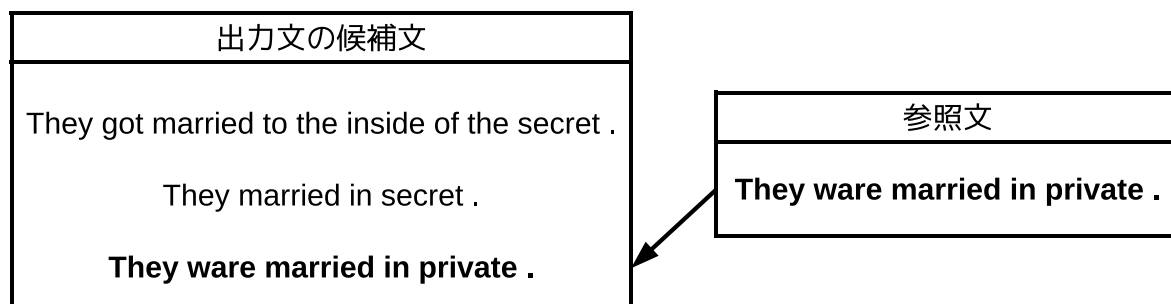 出力文の候補文
They got married to the inside of the secret .
They married in secret .
They ware married in private .
参照文
They ware married in private .